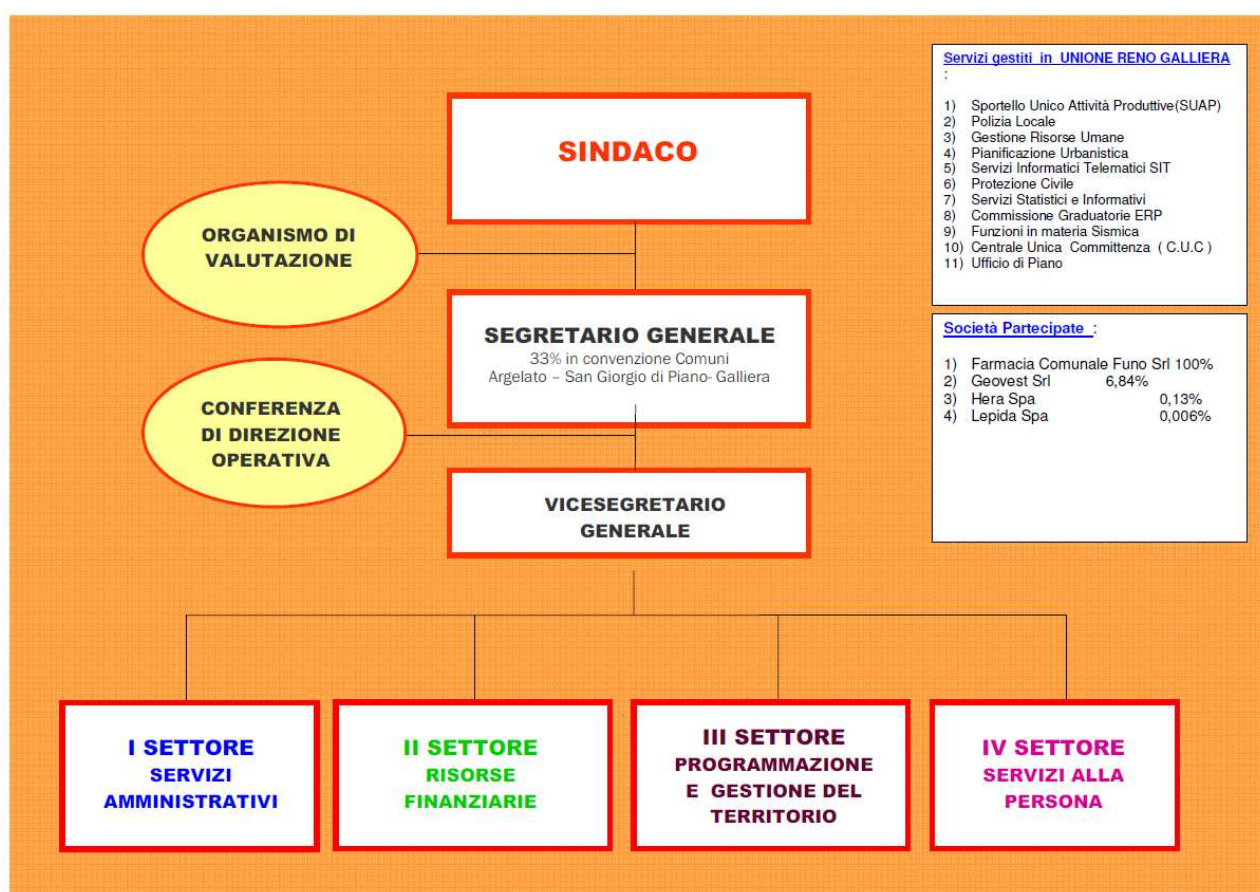 SINDACO
ORGANISMO DI
VALUTAZIONE
SEGRETARIO GENERALE
33% in convenzione Comuni
Argelato – San Giorgio di Piano- Galliera
CONFERENZA
DI DIREZIONE
OPERATIVA
VICESEGRETARIO
GENERALE
I SETTORE
SERVIZI
AMMINISTRATIVI
II SETTORE
RISORSE
FINANZIARIE
III SETTORE
PROGRAMMAZIONE
E GESTIONE DEL
TERRITORIO
IV SETTORE
SERVIZI ALLA
PERSONA
Servizi gestiti in UNIONE RENO GALLIERA
:
1) Sportello Unico Attività Produttive(SUAP)
2) Polizia Locale
3) Gestione Risorse Umane
4) Pianificazione Urbanistica
5) Servizi Informatici Telematici SIT
6) Protezione Civile
7) Servizi Statistici e Informativi
8) Commissione Graduatorie ERP
9) Funzioni in materia Sismica
10) Centrale Unica Committenza ( C.U.C )
11) Ufficio di Piano
Società Partecipate :
1) Farmacia Comunale Funo Srl 100%
2) Geovest Srl 6,84%
3) Hera Spa 0,13%
4) Lepida Spa 0,006%